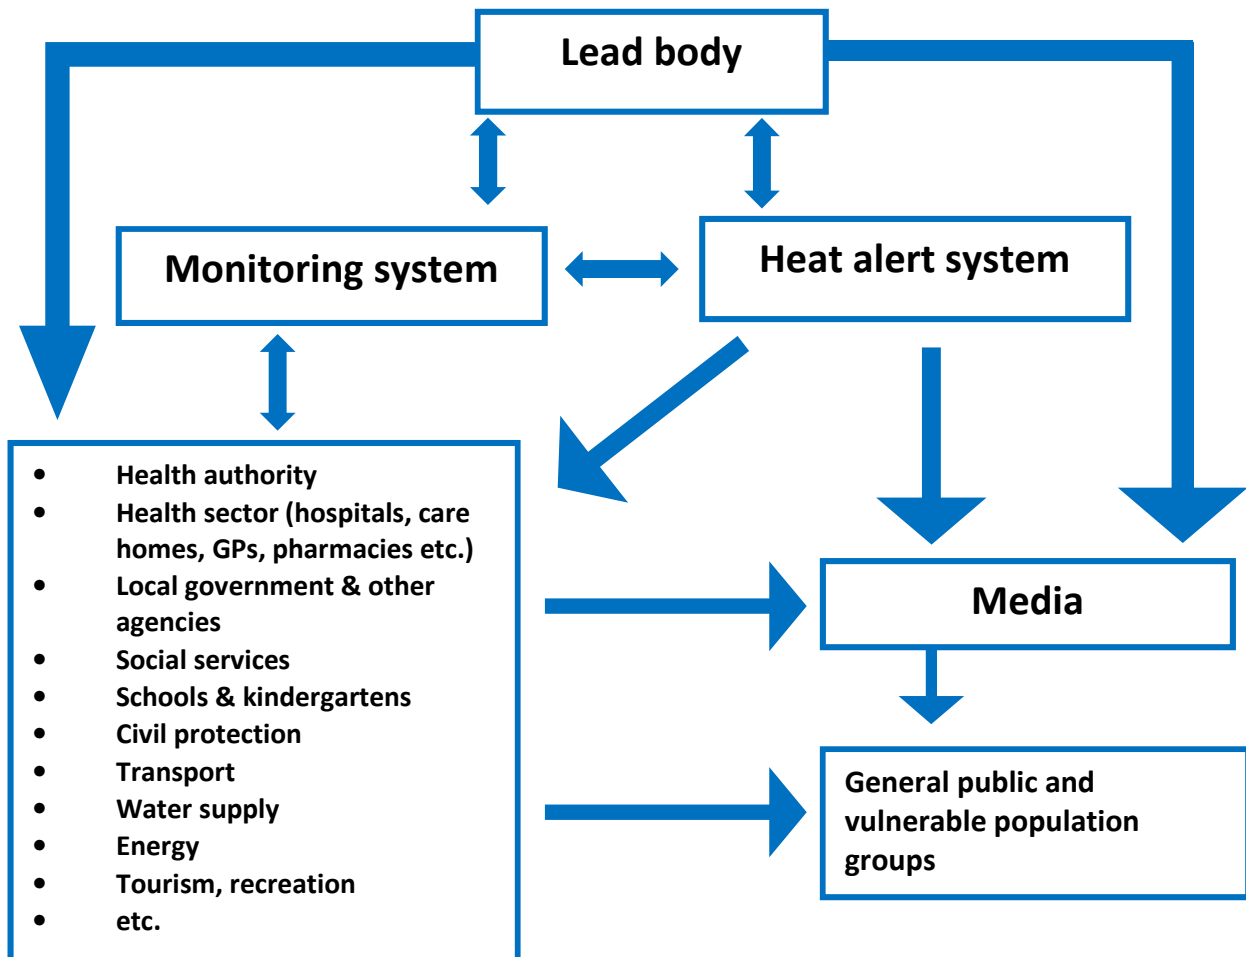 Lead body
Monitoring system
Heat alert system
• Health authority
• Health sector (hospitals, care
homes, GPs, pharmacies etc.)
• Local government & other
agencies
• Social services
• Schools & kindergartens
• Civil protection
• Transport
• Water supply
• Energy
• Tourism, recreation
• etc.
Media
General public and
vulnerable population
groups